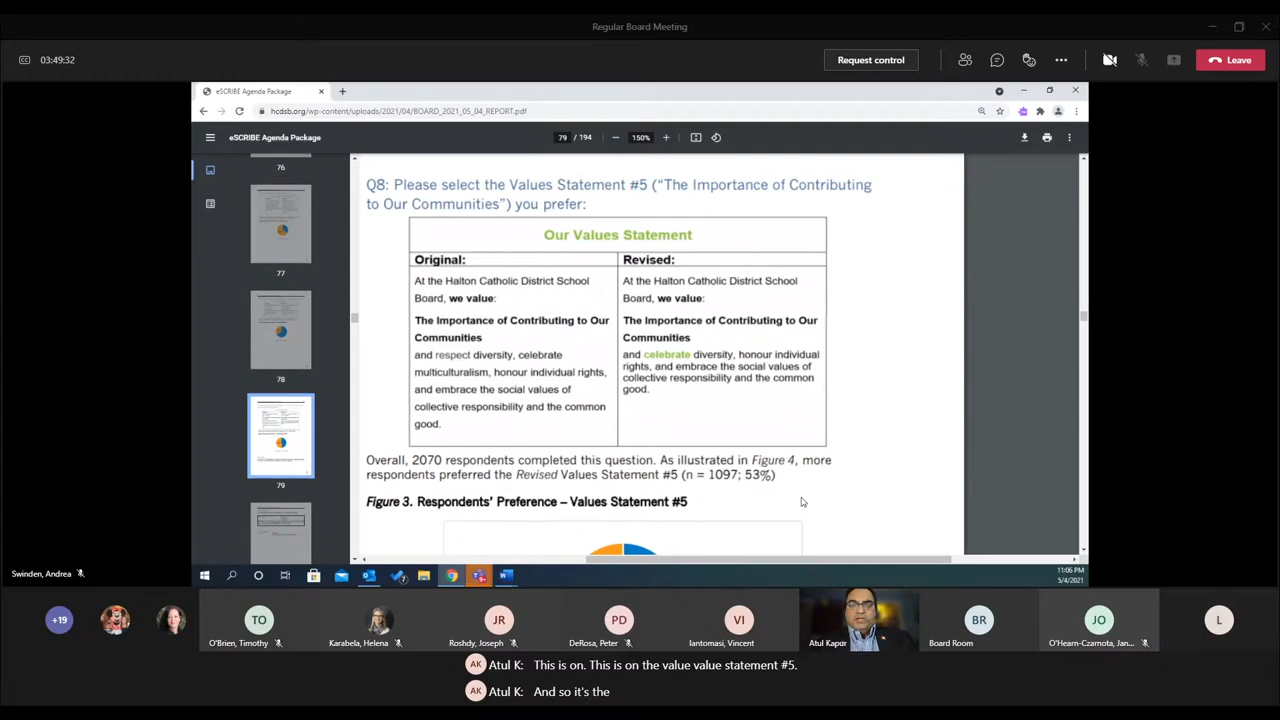 Regular Board Meeting
CC 03:49:32
Request control
Leave
eSCRIBE Agenda Package
hcdsb.org/wp-content/uploads/2021/04/BOARD_2021_05_04_REPORT.pdf
eSCRIBE Agenda Package
79 / 194
150%
76
77
78
79
Q8: Please select the Values Statement #5 (“The Importance of Contributing
to Our Communities”) you prefer:
Our Values Statement
Original:
At the Halton Catholic District School
Board, we value:
The Importance of Contributing to Our
Communities
and respect diversity, celebrate
multiculturalism, honour individual rights,
and embrace the social values of
collective responsibility and the common
good.
Revised:
At the Halton Catholic District School
Board, we value:
The Importance of Contributing to Our
Communities
and celebrate diversity, honour individual
rights, and embrace the social values of
collective responsibility and the common
good.
Overall, 2070 respondents completed this question. As illustrated in Figure 4, more
respondents preferred the Revised Values Statement #5 (n = 1097; 53%)
Figure 3. Respondents’ Preference – Values Statement #5
Swinden, Andrea
11:06 PM
5/4/2021
+19
TO
O'Brien, Timothy
Karabela, Helena
JR
Roshdy, Joseph
PD
DeRosa, Peter
VI
Iantomasi, Vincent
Atul Kapur
BR
Board Room
JO
O'Hearn-Czarnota, Jan...
L
AK Atul K: This is on. This is on the value value statement #5.
AK Atul K: And so it's the